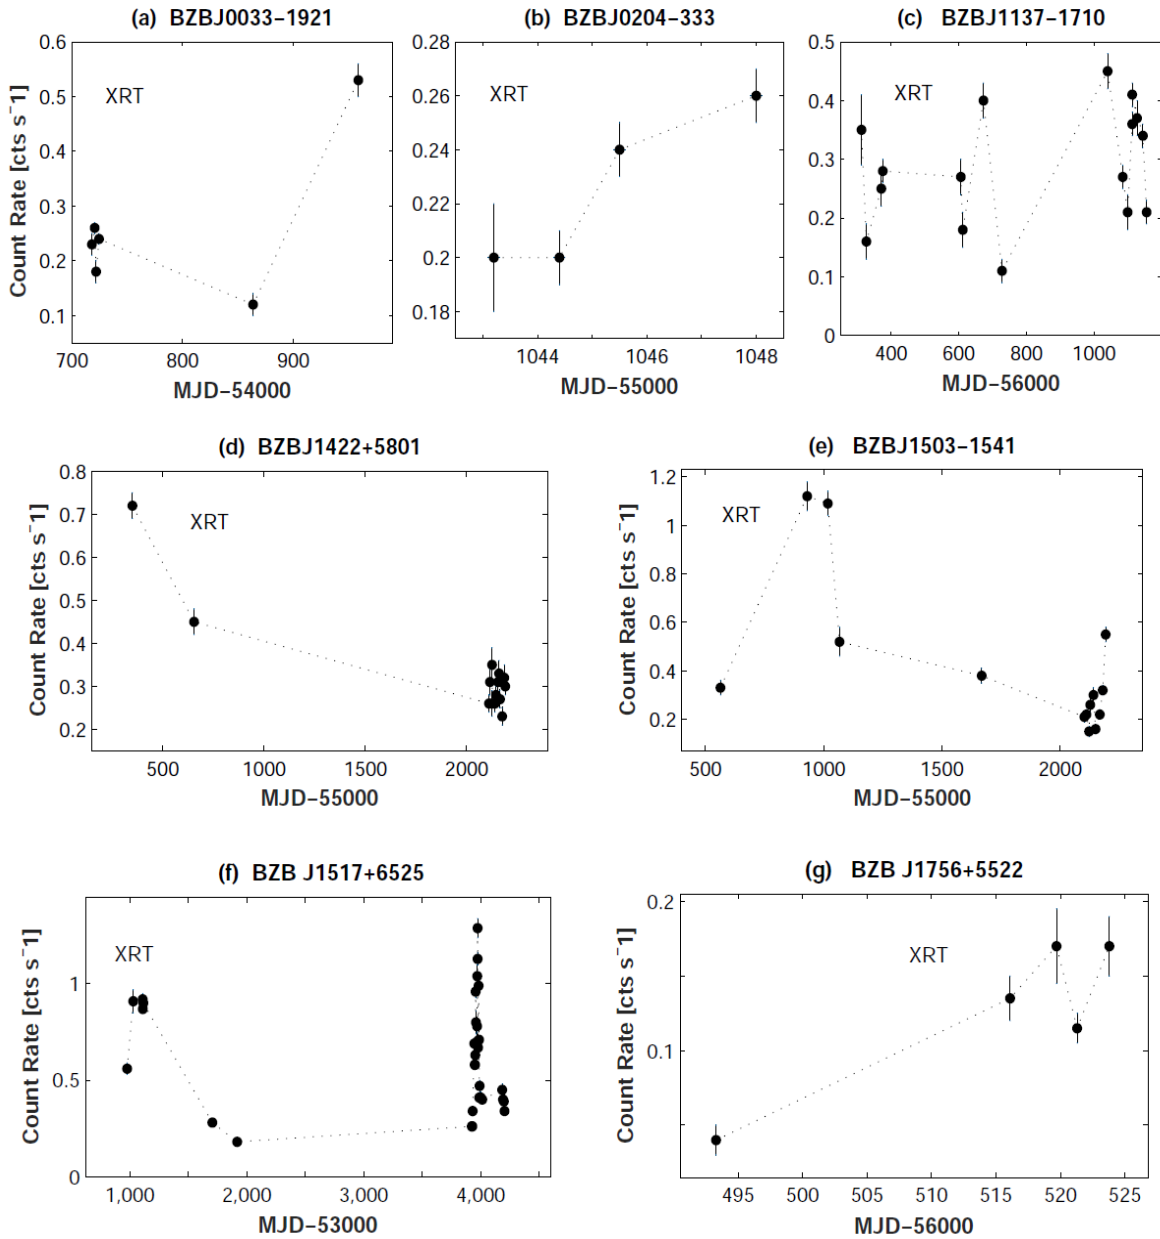 (a) BZBJ0033−1921
(b) BZBJ0204−333
(c) BZBJ1137−1710
Count Rate [cts s⁻1]
0.6
0.5
0.4
0.3
0.2
0.1
XRT
700
800
900
MJD−54000
0.28
0.26
0.24
0.22
0.2
0.18
XRT
1044
1046
1048
MJD−55000
0.5
0.4
0.3
0.2
0.1
0
XRT
400
600
800
1000
MJD−56000
(d) BZBJ1422+5801
(e) BZBJ1503−1541
Count Rate [cts s⁻1]
0.8
0.7
0.6
0.5
0.4
0.3
0.2
XRT
500
1000
1500
2000
MJD−55000
Count Rate [cts s⁻1]
1.2
1
0.8
0.6
0.4
0.2
XRT
500
1000
1500
2000
MJD−55000
(f) BZB J1517+6525
(g) BZB J1756+5522
Count Rate [cts s⁻1]
1
0.5
0
XRT
1,000
2,000
3,000
4,000
MJD−53000
Count Rate [cts s⁻1]
0.2
0.1
XRT
495
500
505
510
515
520
525
MJD−56000